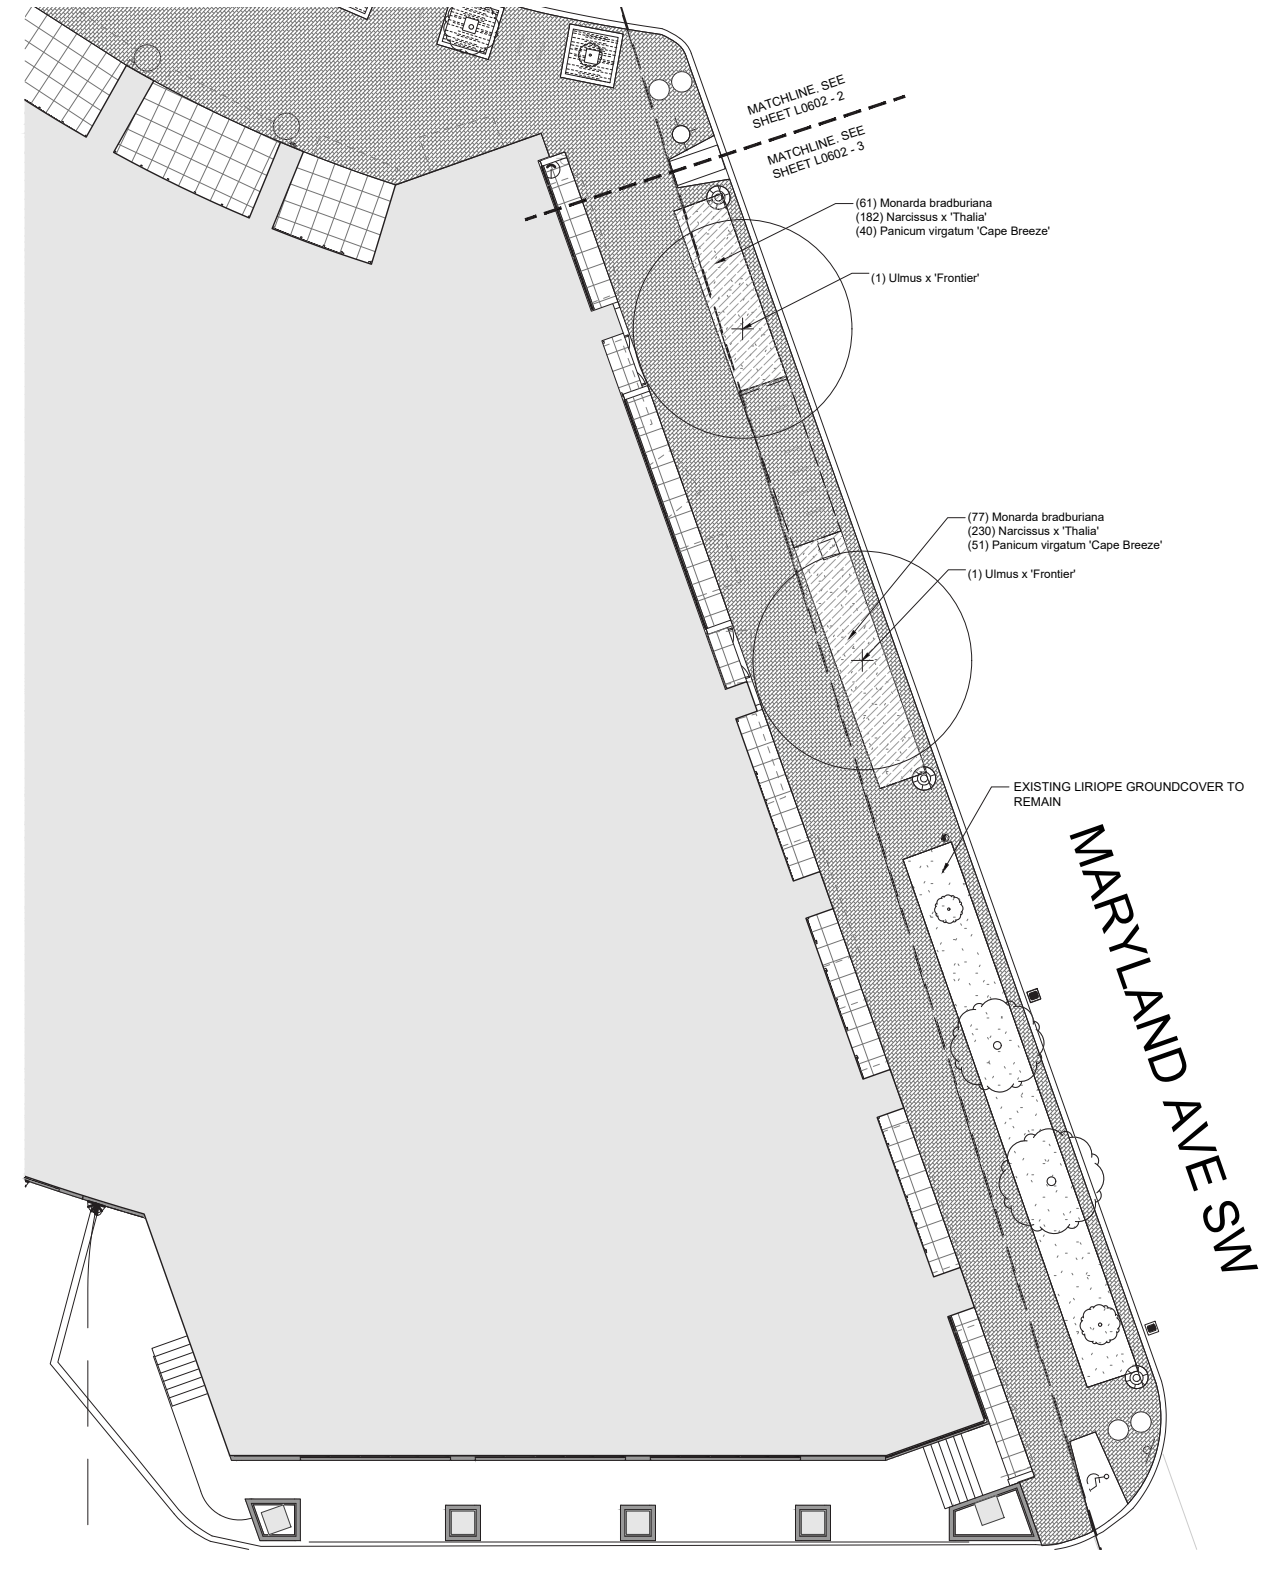 MATCHLINE. SEE
SHEET L0602 - 2
MATCHLINE. SEE
SHEET L0602 - 3
(61) Monarda bradburiana
(182) Narcissus x 'Thalia'
(40) Panicum virgatum 'Cape Breeze'
(1) Ulmus x 'Frontier'
(77) Monarda bradburiana
(230) Narcissus x 'Thalia'
(51) Panicum virgatum 'Cape Breeze'
(1) Ulmus x 'Frontier'
EXISTING LIRIOPE GROUNDCOVER TO
REMAIN
MARYLAND AVE SW